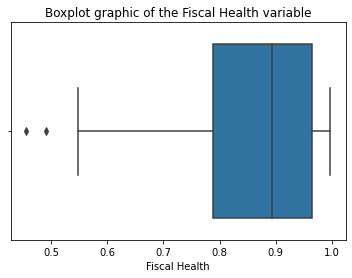 Boxplot graphic of the Fiscal Health variable
0.5 0.6 0.7 0.8 0.9 1.0
Fiscal Health